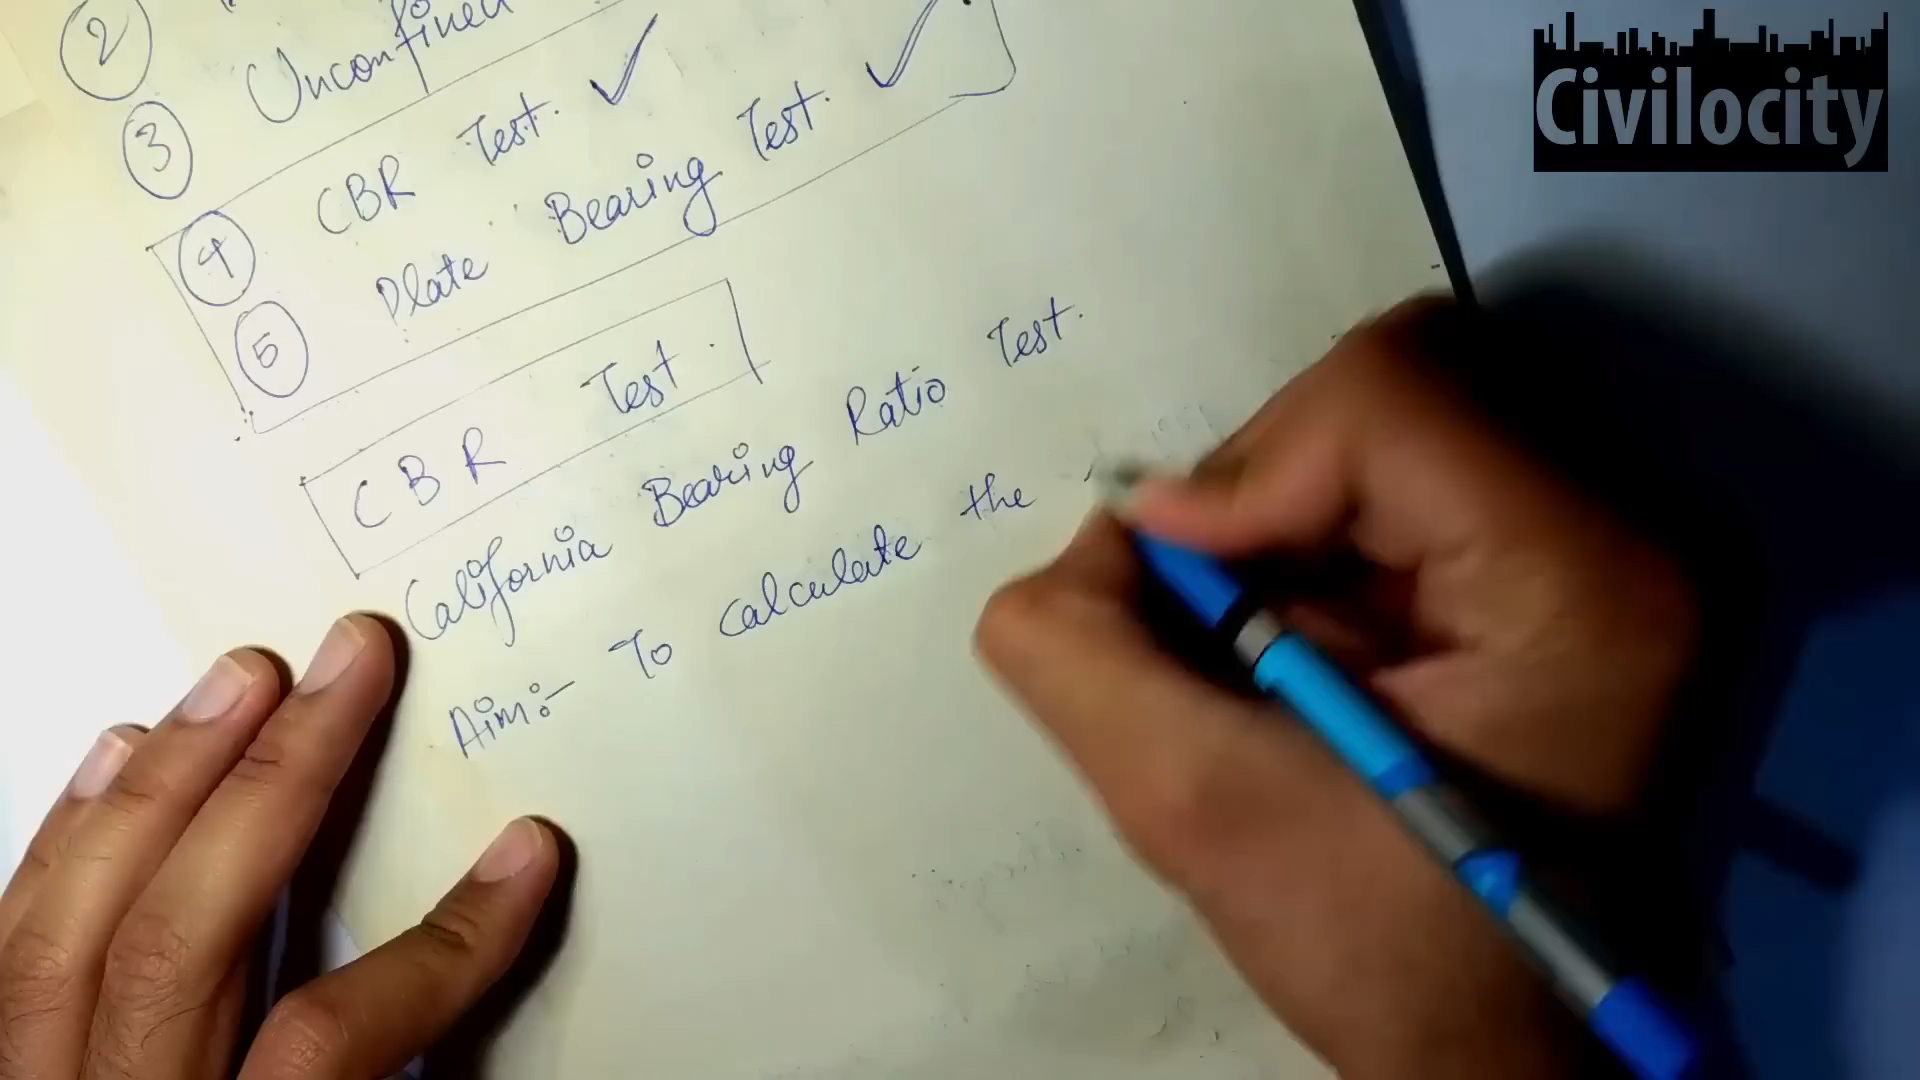 2
3 Unconfined
4 CBR Test. ✓
5 Plate Bearing Test. ✓
CBR Test.
California Bearing Ratio Test.
Aim:- To calculate the
Civilocity